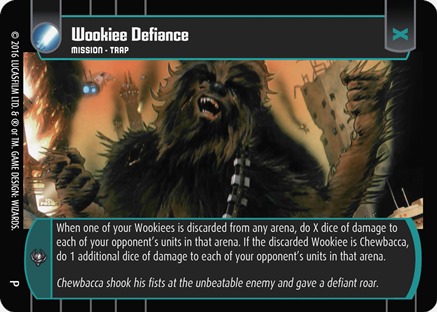 Wookiee Defiance
MISSION - TRAP
X
© 2016 LUCASFILM LTD. & ® or TM. GAME DESIGN: WIZARDS.
When one of your Wookiees is discarded from any arena, do X dice of damage to
each of your opponent's units in that arena. If the discarded Wookiee is Chewbacca,
do 1 additional dice of damage to each of your opponent's units in that arena.
Chewbacca shook his fists at the unbeatable enemy and gave a defiant roar.
P